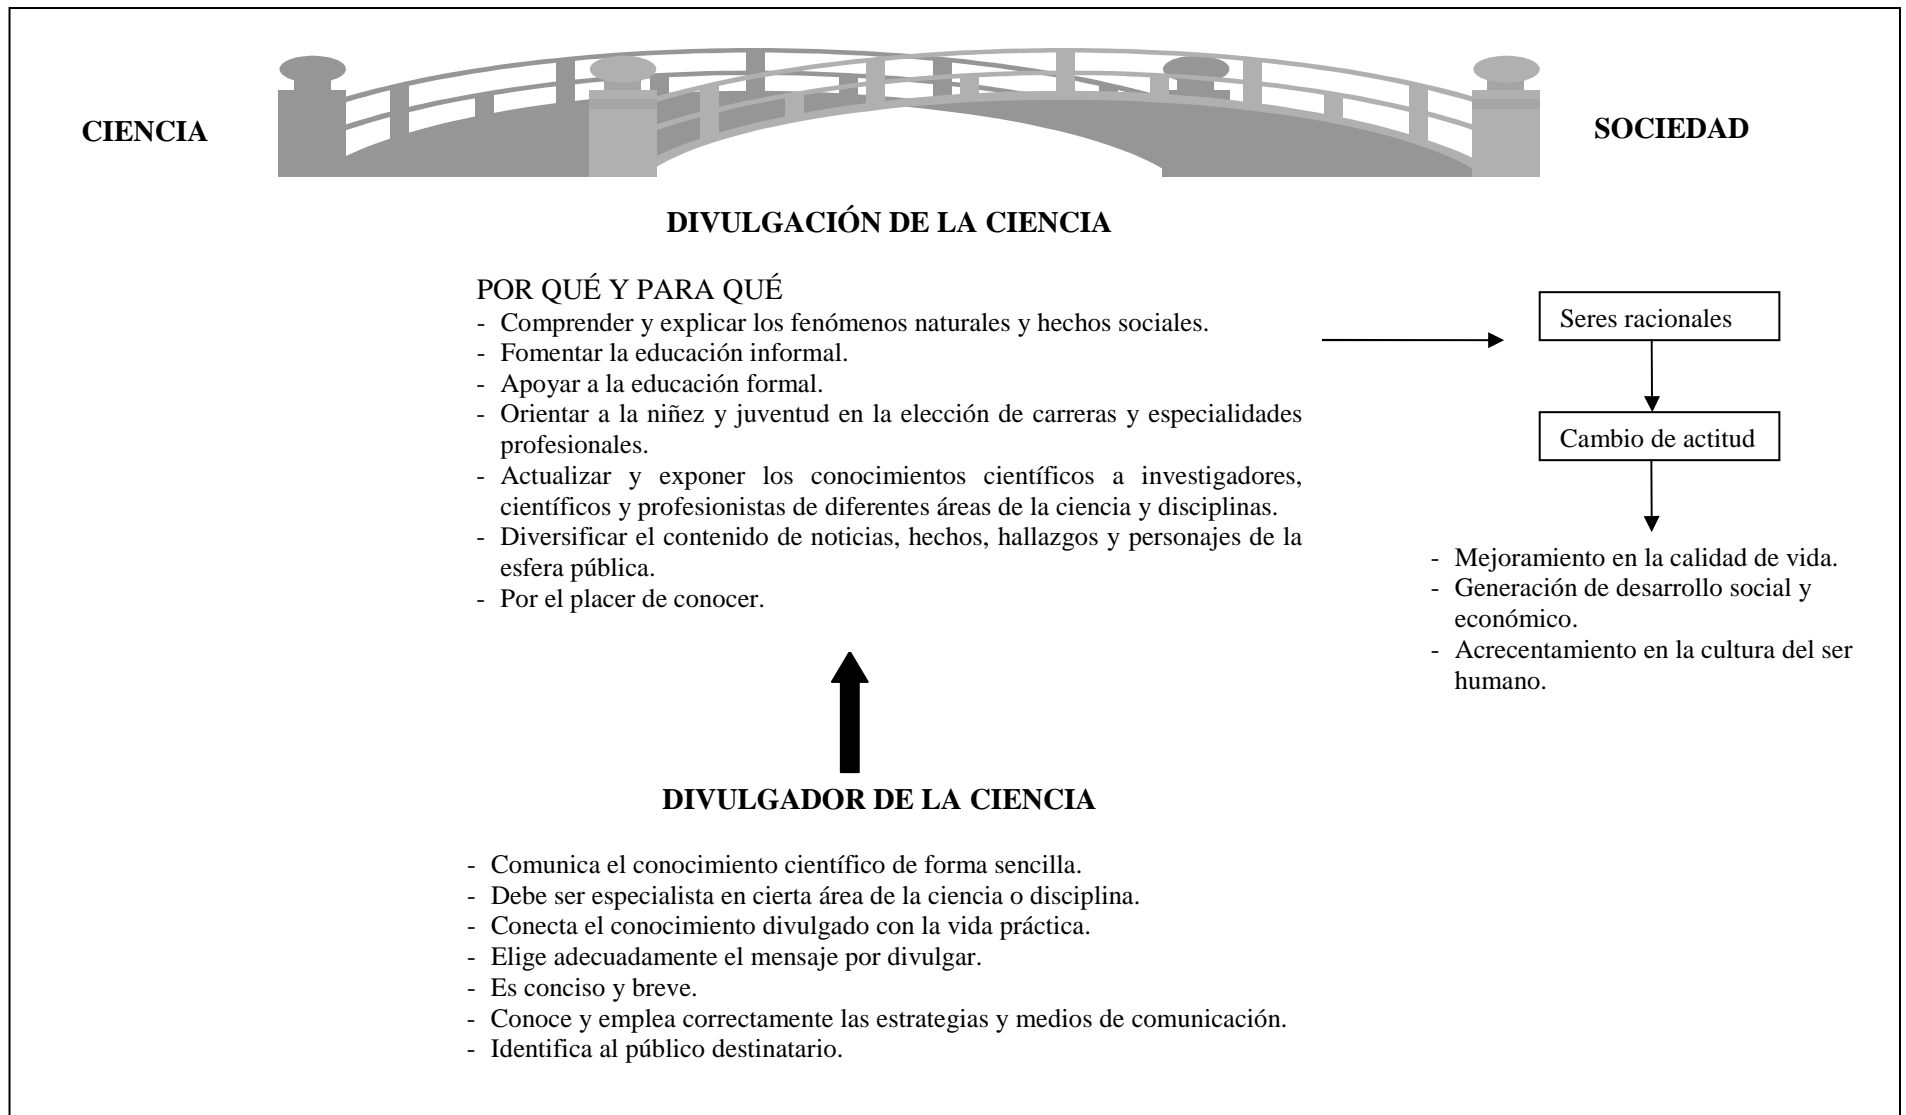 CIENCIA
SOCIEDAD
DIVULGACIÓN DE LA CIENCIA
POR QUÉ Y PARA QUÉ
- Comprender y explicar los fenómenos naturales y hechos sociales.
- Fomentar la educación informal.
- Apoyar a la educación formal.
- Orientar a la niñez y juventud en la elección de carreras y especialidades
profesionales.
- Actualizar y exponer los conocimientos científicos a investigadores,
científicos y profesionistas de diferentes áreas de la ciencia y disciplinas.
- Diversificar el contenido de noticias, hechos, hallazgos y personajes de la
esfera pública.
- Por el placer de conocer.
Seres racionales
Cambio de actitud
- Mejoramiento en la calidad de vida.
- Generación de desarrollo social y
económico.
- Acrecentamiento en la cultura del ser
humano.
DIVULGADOR DE LA CIENCIA
- Comunica el conocimiento científico de forma sencilla.
- Debe ser especialista en cierta área de la ciencia o disciplina.
- Conecta el conocimiento divulgado con la vida práctica.
- Elige adecuadamente el mensaje por divulgar.
- Es conciso y breve.
- Conoce y emplea correctamente las estrategias y medios de comunicación.
- Identifica al público destinatario.